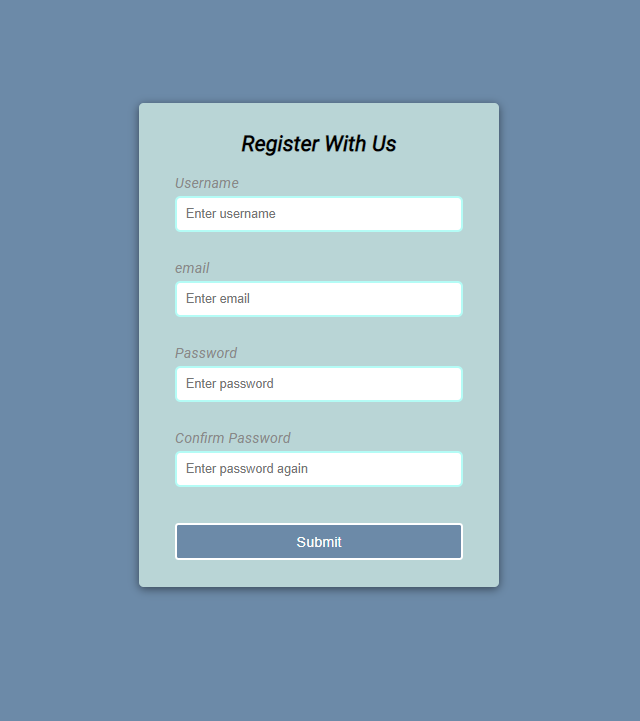 Register With Us
Username
Enter username
email
Enter email
Password
Enter password
Confirm Password
Enter password again
Submit